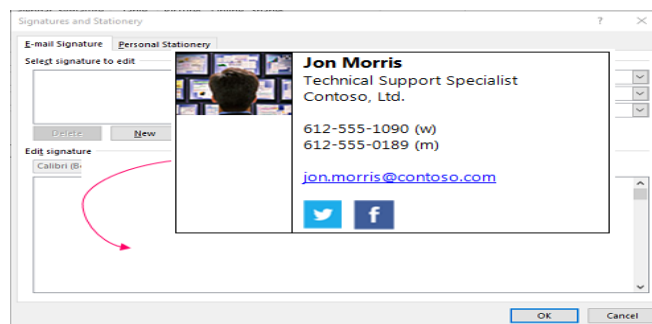 Signatures and Stationery
E-mail Signature Personal Stationery
Select signature to edit
Delete New
Edit signature
Calibri (B
Jon Morris
Technical Support Specialist
Contoso, Ltd.
612-555-1090 (w)
612-555-0189 (m)
jon.morris@contoso.com
OK Cancel